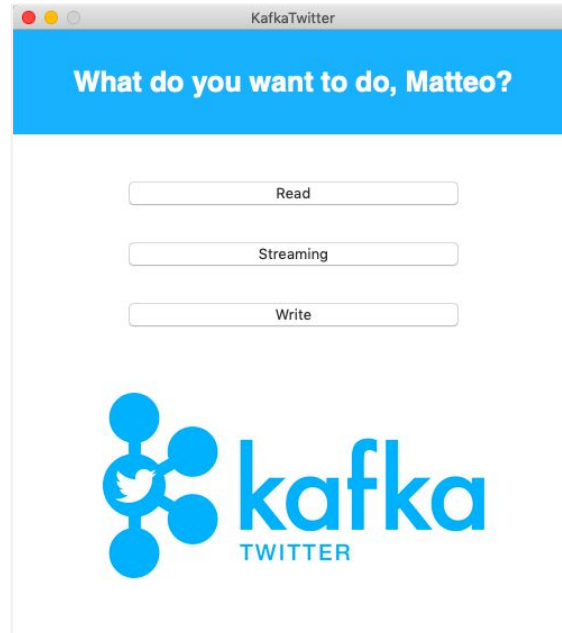 KafkaTwitter
What do you want to do, Matteo?
Read
Streaming
Write
kafka
TWITTER